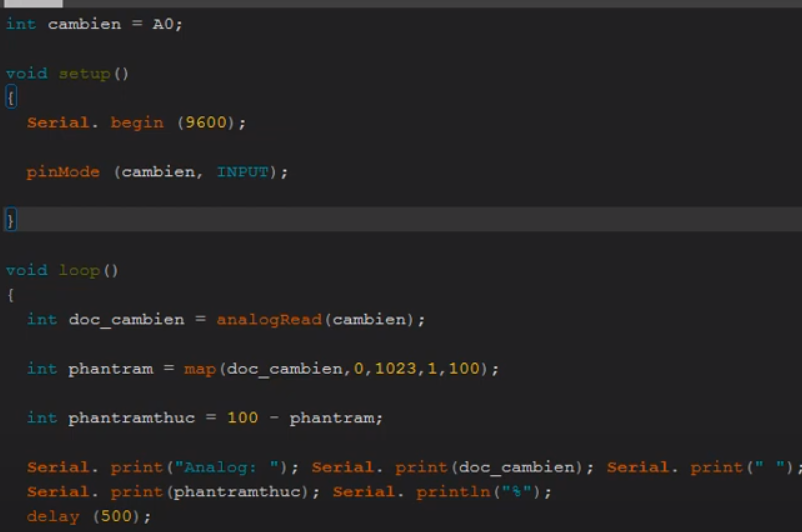 int cambien = A0;
void setup()
{
Serial. begin (9600);
pinMode (cambien, INPUT);
}
void loop()
{
int doc_cambien = analogRead(cambien);
int phantram = map(doc_cambien,0,1023,1,100);
int phantramthuc = 100 - phantram;
Serial. print("Analog: "); Serial. print(doc_cambien); Serial. print(" ");
Serial. print(phantramthuc); Serial. println("%");
delay (500);